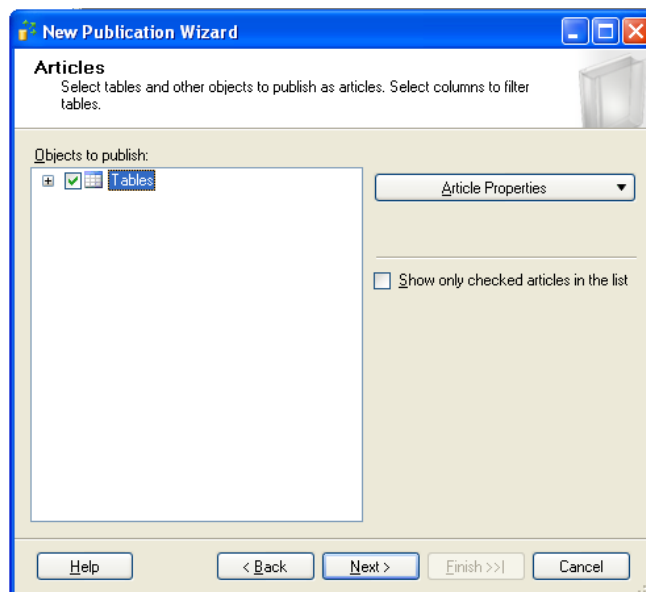 New Publication Wizard
Articles
Select tables and other objects to publish as articles. Select columns to filter
tables.
Objects to publish:
Tables
Article Properties
Show only checked articles in the list
Help
< Back
Next >
Finish >>|
Cancel